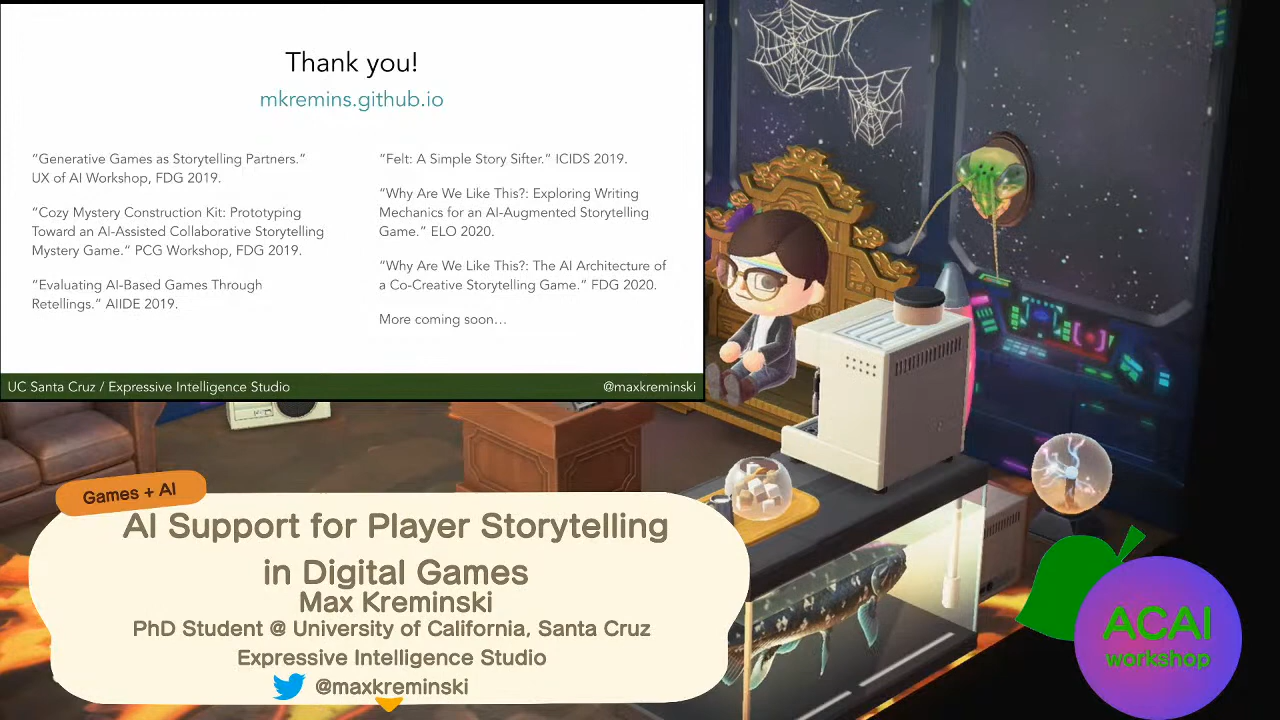 Thank you!
mkremins.github.io
“Generative Games as Storytelling Partners.”
UX of AI Workshop, FDG 2019.
“Cozy Mystery Construction Kit: Prototyping
Toward an AI-Assisted Collaborative Storytelling
Mystery Game.“ PCG Workshop, FDG 2019.
“Evaluating AI-Based Games Through
Retellings.” AIIDE 2019.
“Felt: A Simple Story Sifter.” ICIDS 2019.
“Why Are We Like This?: Exploring Writing
Mechanics for an AI-Augmented Storytelling
Game.” ELO 2020.
“Why Are We Like This?: The AI Architecture of
a Co-Creative Storytelling Game.” FDG 2020.
More coming soon…
UC Santa Cruz / Expressive Intelligence Studio
@maxkreminski
Games + AI
AI Support for Player Storytelling
in Digital Games
Max Kreminski
PhD Student @ University of California, Santa Cruz
Expressive Intelligence Studio
@maxkreminski
ACAI
workshop